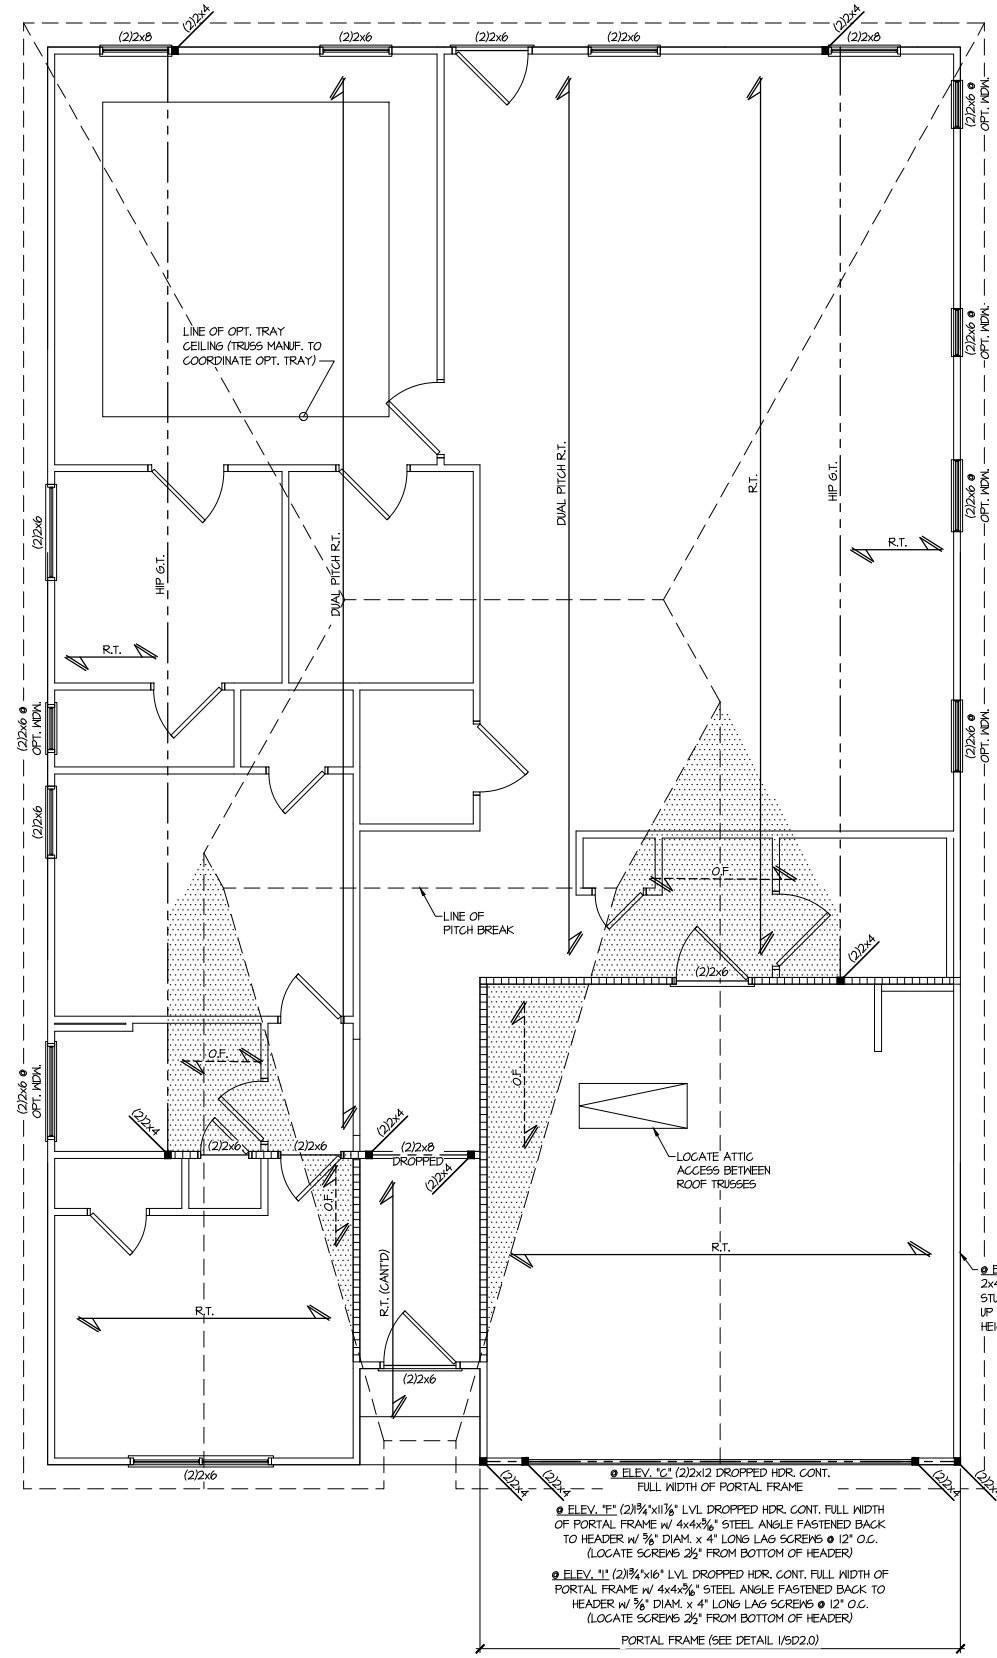 (2)2x4
(2)2x4
(2)2x8
(2)2x6
(2)2x6
(2)2x6
(2)2x8
(2)2x6 @
OPT. WDW.
LINE OF OPT. TRAY
CEILING (TRUSS MANUF. TO
COORDINATE OPT. TRAY)
(2)2x6 @
OPT. WDW.
DUAL PITCH R.T.
R.T.
HIP G.T.
(2)2x6 @
OPT. WDW.
(2)2x6
HIP G.T.
DUAL PITCH R.T.
R.T.
R.T.
(2)2x6 @
OPT. WDW.
(2)2x6 @
OPT. WDW.
(2)2x6
O.F.
LINE OF
PITCH BREAK
(2)2x4
(2)2x6
O.F.
O.F.
(2)2x6 @
OPT. WDW.
(2)2x4
(2)2x6
(2)2x6
(2)2x4
(2)2x8
DROPPED
(2)2x4
LOCATE ATTIC
ACCESS BETWEEN
ROOF TRUSSES
O.F.
R.T. (CANT'D)
R.T.
R.T.
@ E
2x4
STU
UP
HEI
(2)2x6
(2)2x6
(2)2x4
(2)2x4
(2)2x4
(2)2x4
@ ELEV. "C" (2)2x12 DROPPED HDR. CONT.
FULL WIDTH OF PORTAL FRAME
@ ELEV. "F" (2)1¾"x11⅞" LVL DROPPED HDR. CONT. FULL WIDTH
OF PORTAL FRAME w/ 4x4x5/16" STEEL ANGLE FASTENED BACK
TO HEADER w/ ⅝" DIAM. x 4" LONG LAG SCREWS @ 12" O.C.
(LOCATE SCREWS 2½" FROM BOTTOM OF HEADER)
@ ELEV. "I" (2)1¾"x16" LVL DROPPED HDR. CONT. FULL WIDTH OF
PORTAL FRAME w/ 4x4x5/16" STEEL ANGLE FASTENED BACK TO
HEADER w/ ⅝" DIAM. x 4" LONG LAG SCREWS @ 12" O.C.
(LOCATE SCREWS 2½" FROM BOTTOM OF HEADER)
PORTAL FRAME (SEE DETAIL 1/SD2.0)